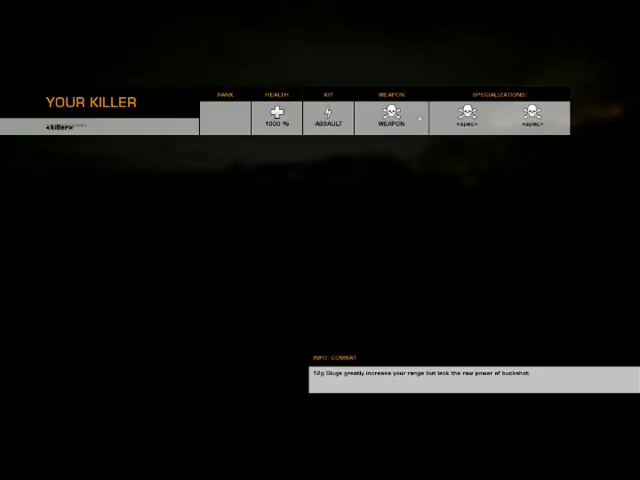 YOUR KILLER
<killer>
RANK HEALTH KIT WEAPON SPECIALIZATIONS
1000 % ASSAULT WEAPON <spec> <spec>
INFO: COMBAT
12g Slugs greatly increase your range but lack the raw power of buckshot.